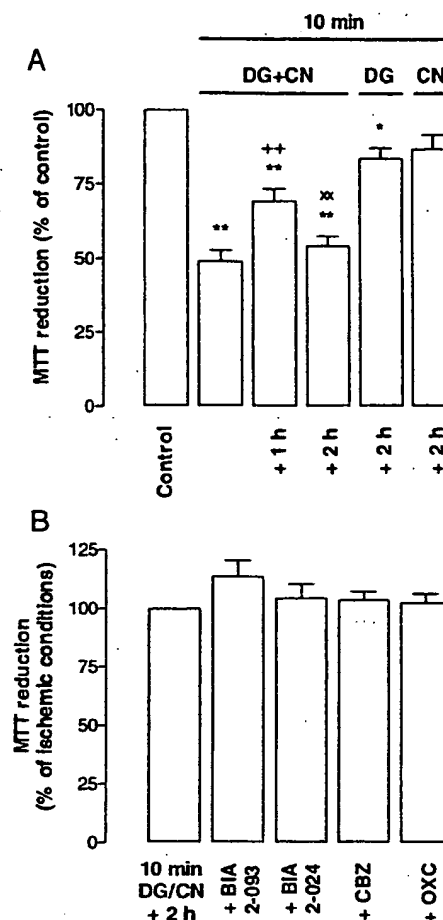 10 min
A
DG+CN
DG
CN
MTT reduction (% of control)
100
75
50
25
0
**
++
**
xx
**
*
Control
+ 1 h
+ 2 h
+ 2 h
+ 2 h
B
MTT reduction
(% of ischemic conditions)
125
100
75
50
25
0
10 min
DG/CN
+ 2 h
+ BIA
2-093
+ BIA
2-024
+ CBZ
+ OXC